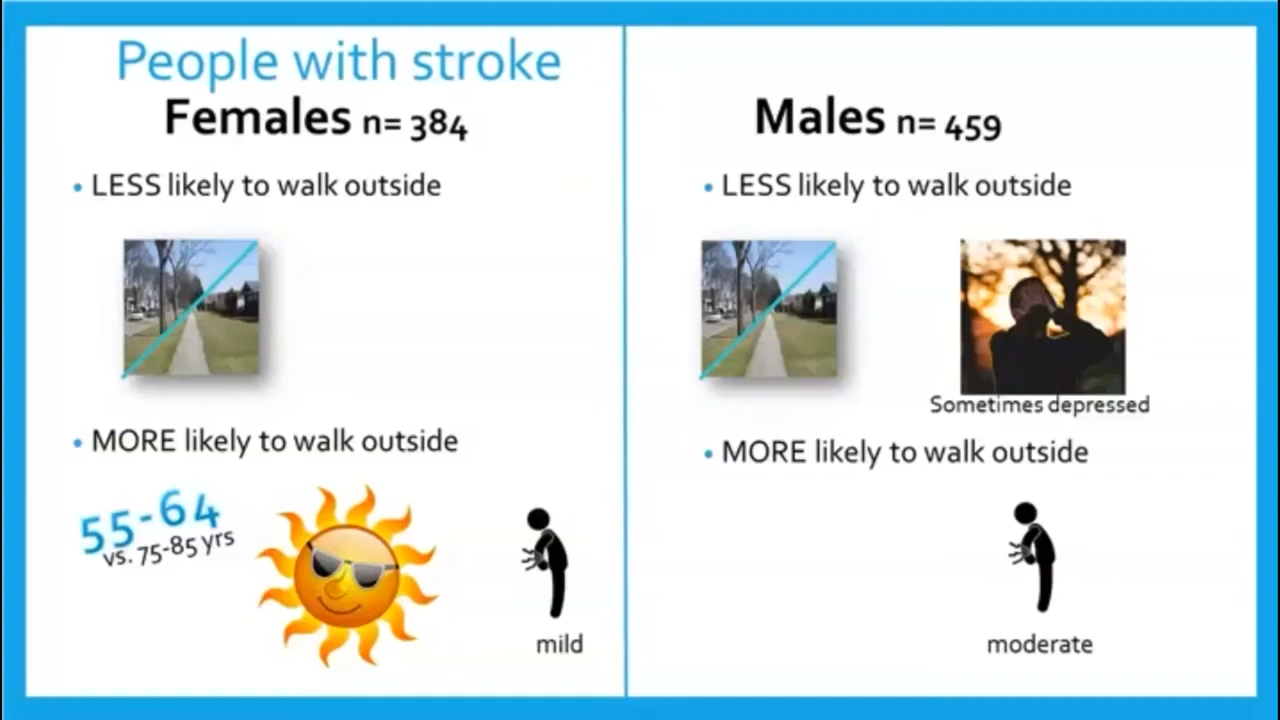 People with stroke
Females n= 384
• LESS likely to walk outside
• MORE likely to walk outside
55-64
vs. 75-85 yrs
mild
Males n= 459
• LESS likely to walk outside
Sometimes depressed
• MORE likely to walk outside
moderate